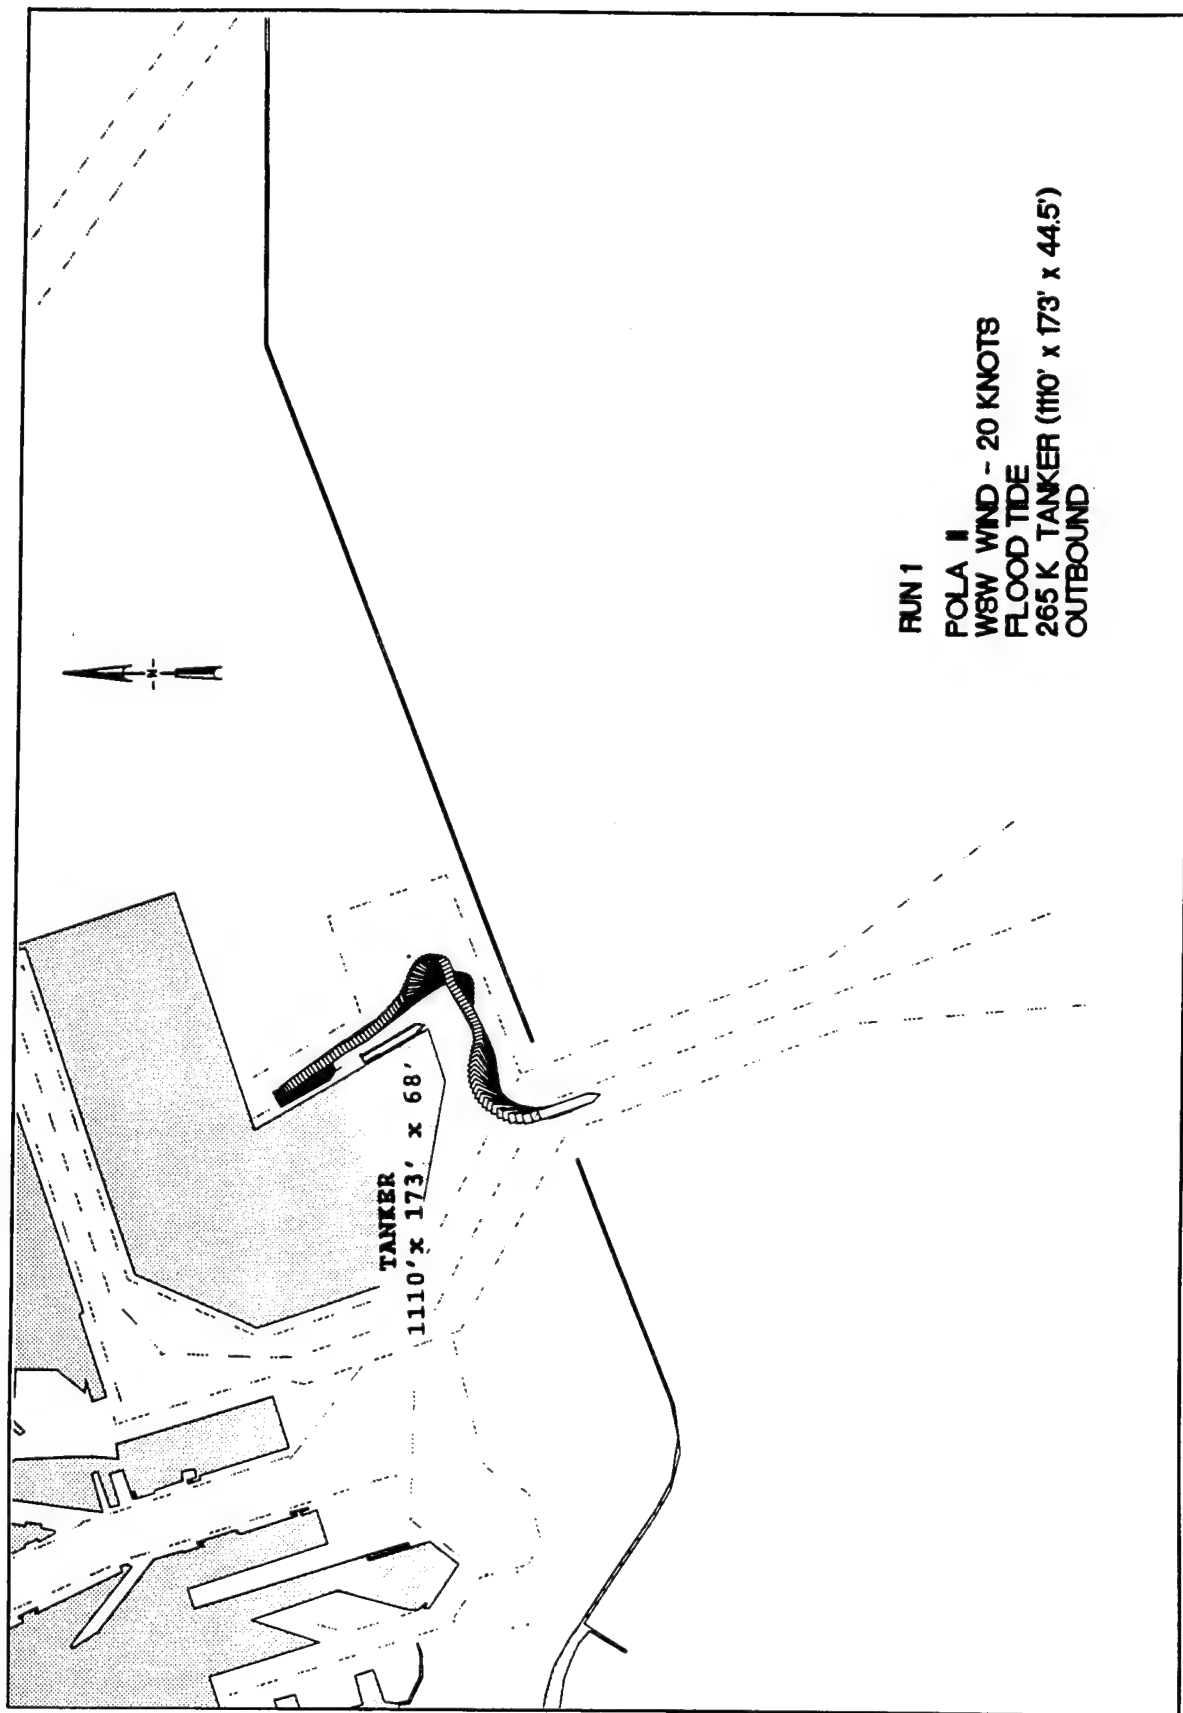 -N-
TANKER
1110' x 173' x 68'
RUN 1
POLA II
WSW WIND - 20 KNOTS
FLOOD TIDE
265 K TANKER (1110' x 173' x 44.5')
OUTBOUND